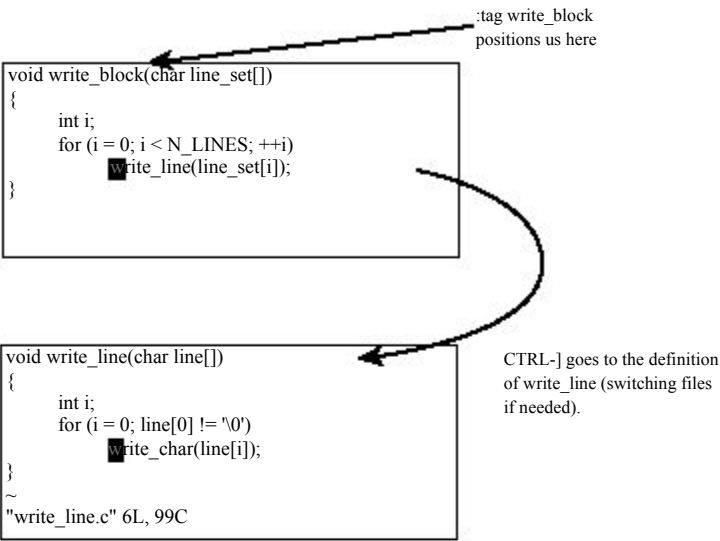 :tag write_block
positions us here
void write_block(char line_set[])
{
int i;
for (i = 0; i < N_LINES; ++i)
write_line(line_set[i]);
}
void write_line(char line[])
{
int i;
for (i = 0; line[0] != '\0')
write_char(line[i]);
}
~
"write_line.c" 6L, 99C
CTRL-] goes to the definition
of write_line (switching files
if needed).